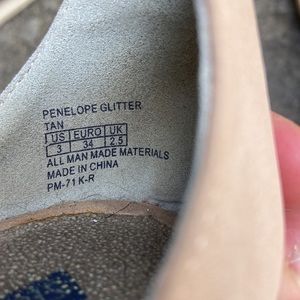 PENELOPE GLITTER
TAN
US EURO UK
3 34 2.5
ALL MAN MADE MATERIALS
MADE IN CHINA
PM-71 K-R